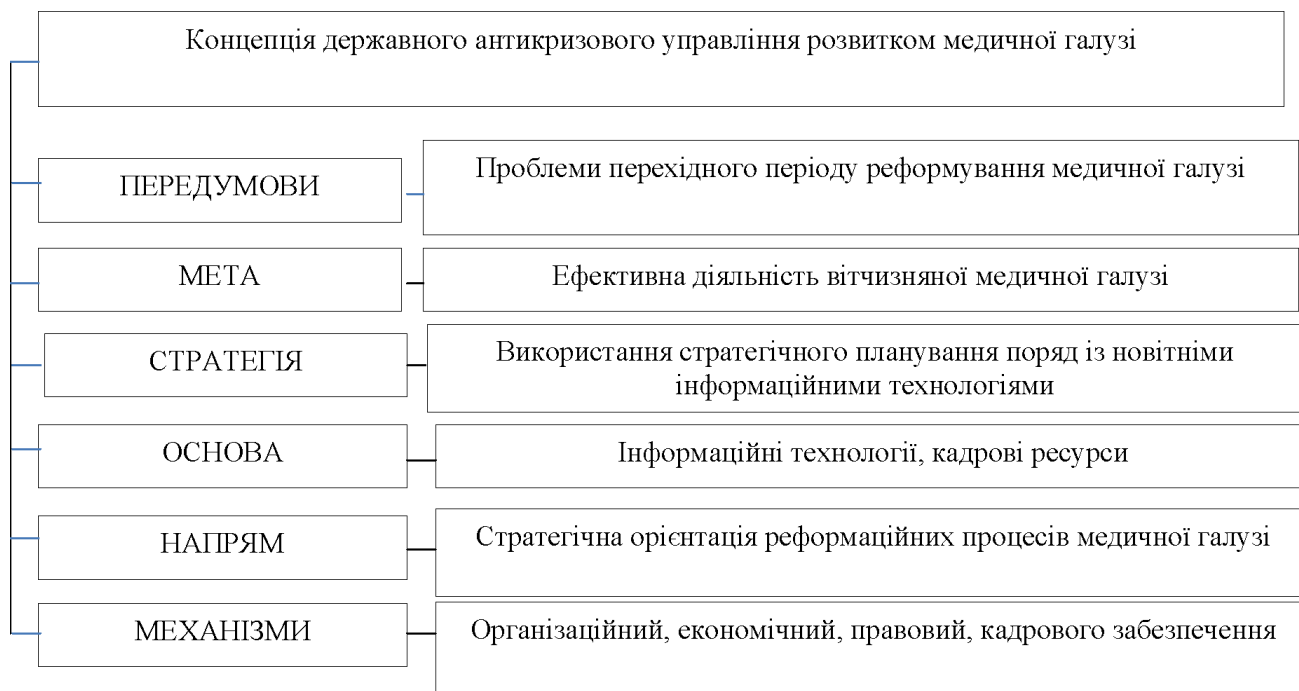 Концепція державного антикризового управління розвитком медичної галузі
ПЕРЕДУМОВИ
Проблеми перехідного періоду реформування медичної галузі
МЕТА
Ефективна діяльність вітчизняної медичної галузі
СТРАТЕГІЯ
Використання стратегічного планування поряд із новітніми
інформаційними технологіями
ОСНОВА
Інформаційні технології, кадрові ресурси
НАПРЯМ
Стратегічна орієнтація реформаційних процесів медичної галузі
МЕХАНІЗМИ
Організаційний, економічний, правовий, кадрового забезпечення